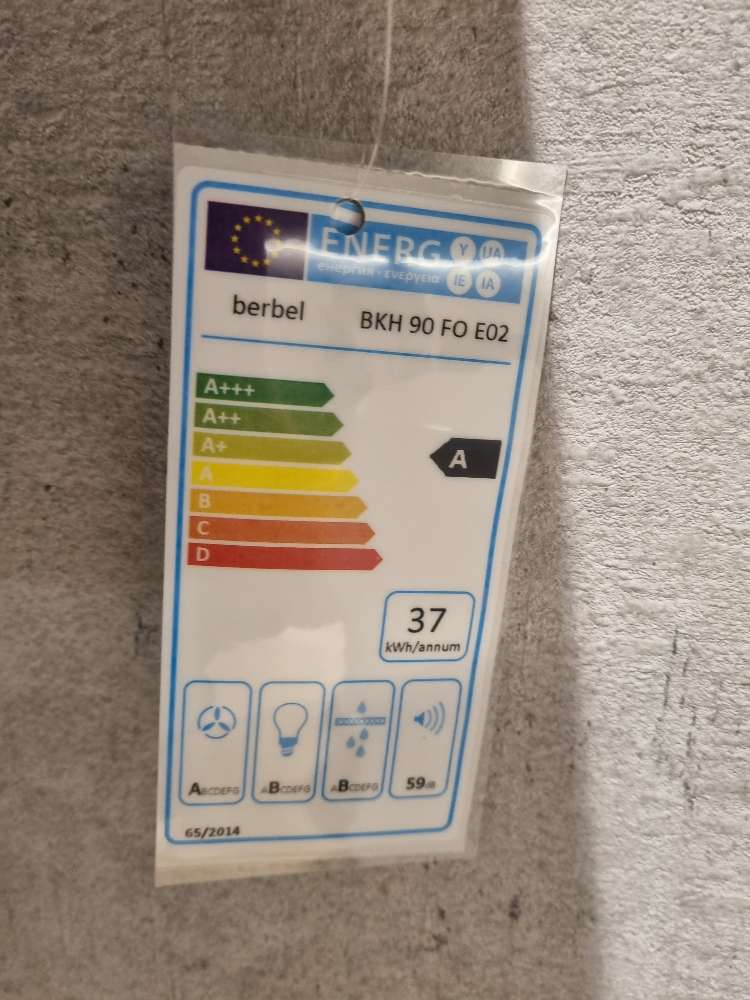 ENERG Y UA
енергия · ενεργεια IE IA
berbel BKH 90 FO E02
A+++
A++
A+
A
A
B
C
D
37
kWh/annum
ABCDEFG ABCDEFG ABCDEFG 59dB
65/2014